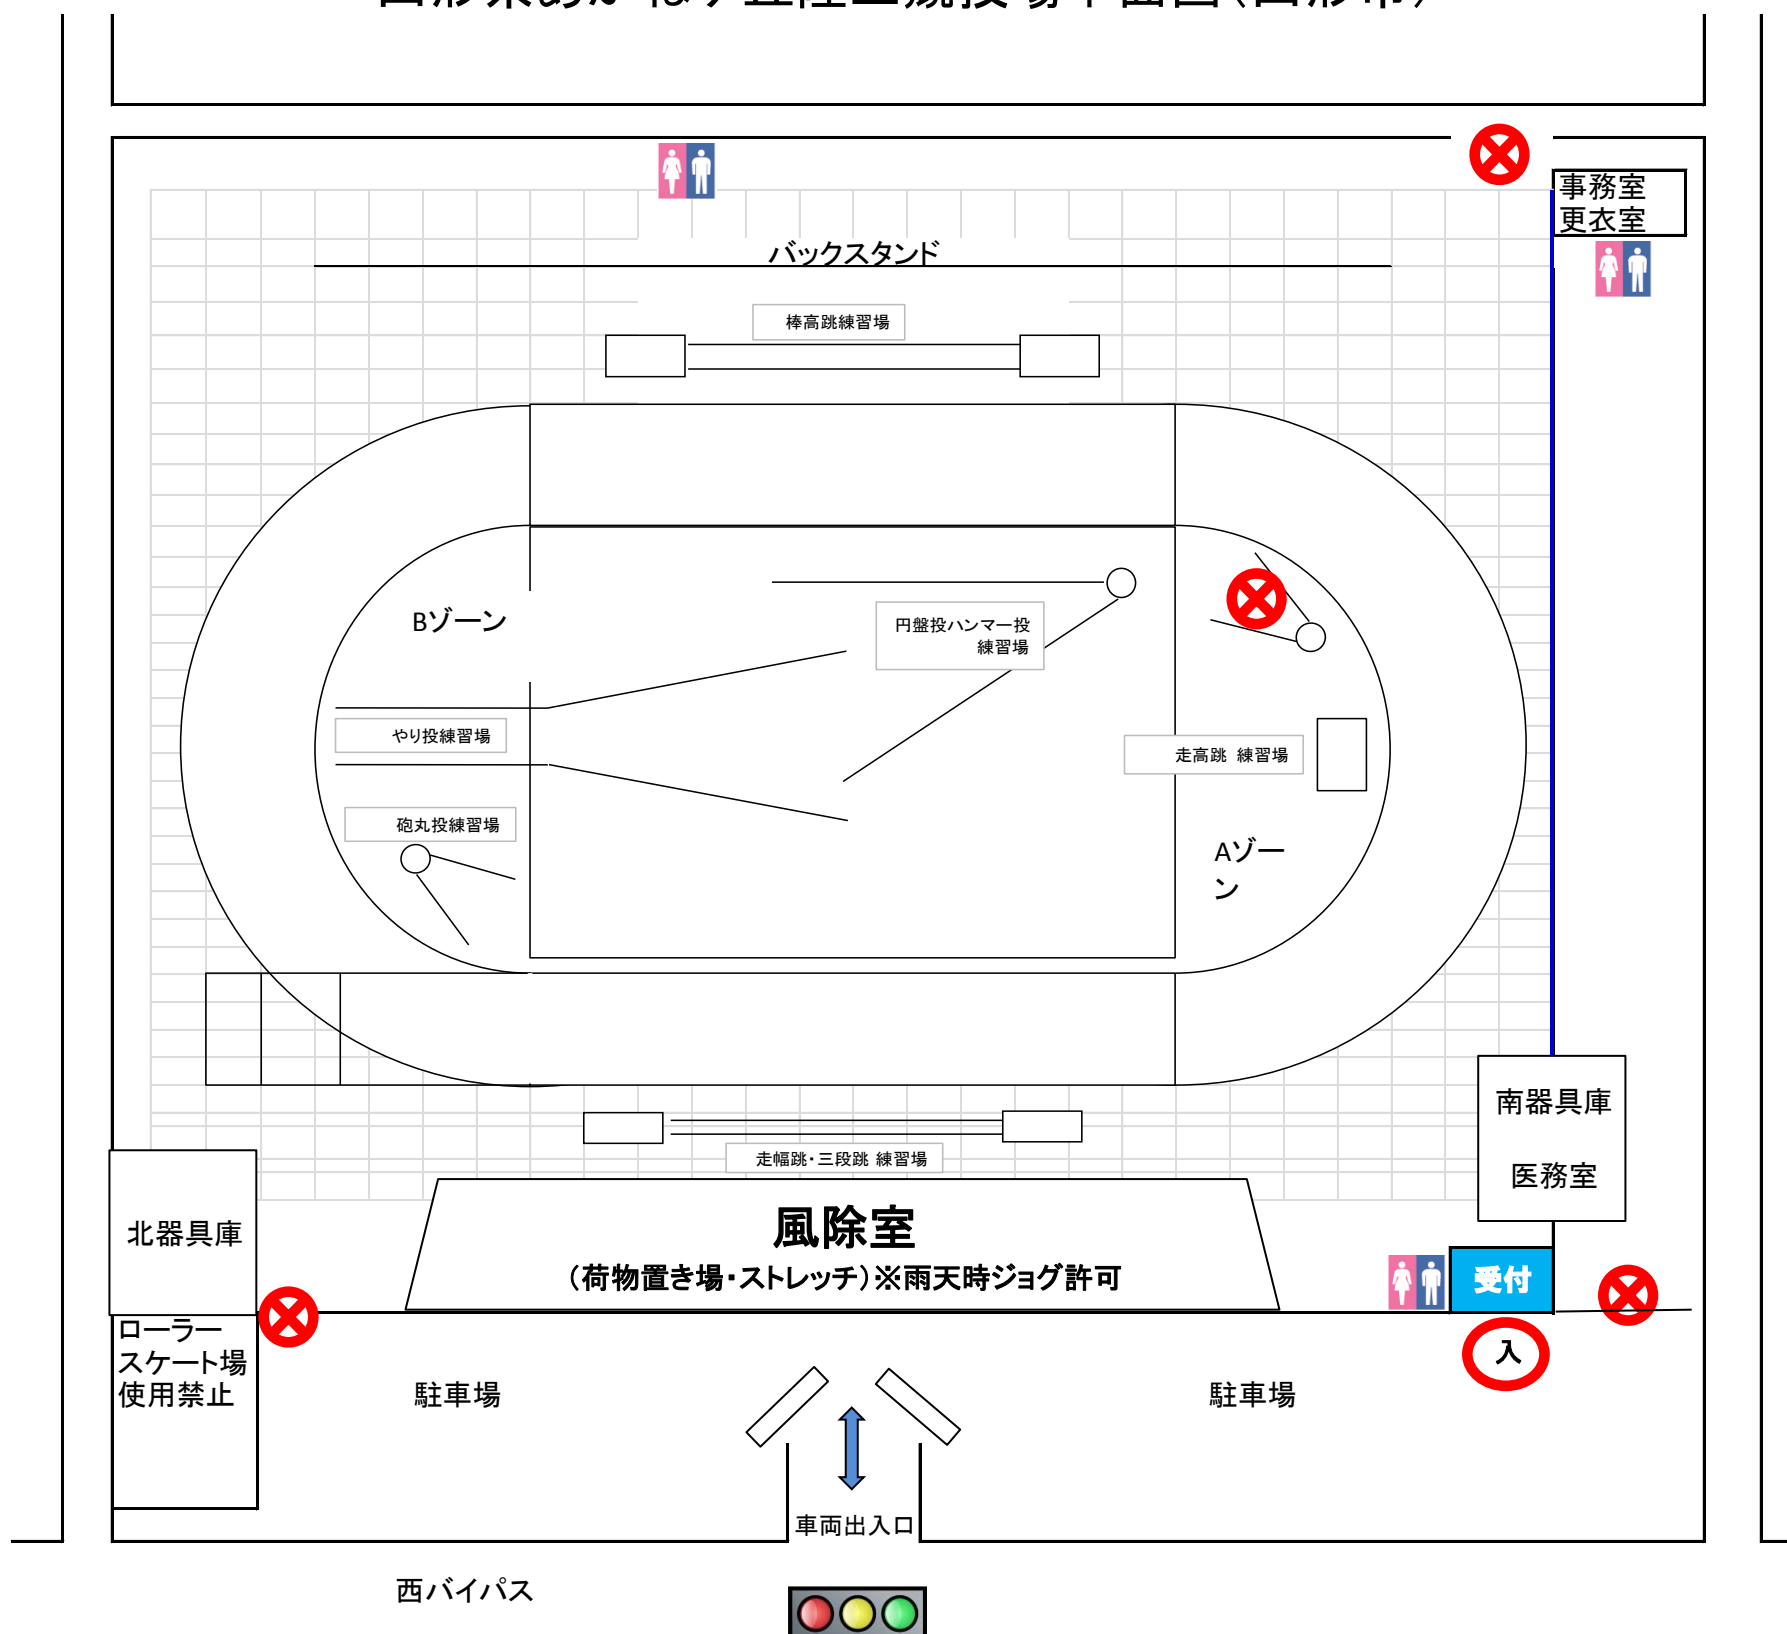 事務室
更衣室
バックスタンド
棒高跳練習場
Bゾーン
円盤投ハンマー投
練習場
やり投練習場
走高跳 練習場
砲丸投練習場
Aゾー
ン
南器具庫
医務室
走幅跳・三段跳 練習場
北器具庫
風除室
（荷物置き場・ストレッチ）※雨天時ジョグ許可
受付
入
ローラー
スケート場
使用禁止
駐車場
駐車場
車両出入口
西バイパス